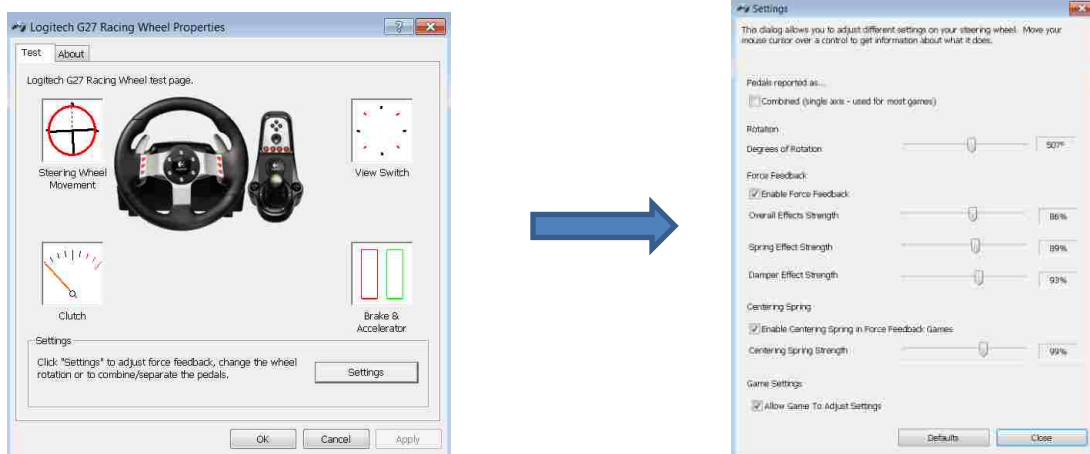 Logitech G27 Racing Wheel Properties
Test
About
Logitech G27 Racing Wheel test page.
Steering Wheel
Movement
View Switch
Clutch
Brake &
Accelerator
Settings
Click "Settings" to adjust force feedback, change the wheel
rotation or to combine/separate the pedals.
Settings
OK
Cancel
Apply
Settings
This dialog allows you to adjust different settings on your steering wheel. Move your
mouse cursor over a control to get information about what it does.
Pedals reported as...
Combined (single axis - used for most games)
Rotation
Degrees of Rotation
507º
Force Feedback
Enable Force Feedback
Overall Effects Strength
86%
Spring Effect Strength
89%
Damper Effect Strength
93%
Centering Spring
Enable Centering Spring in Force Feedback Games
Centering Spring Strength
99%
Game Settings
Allow Game To Adjust Settings
Defaults
Close